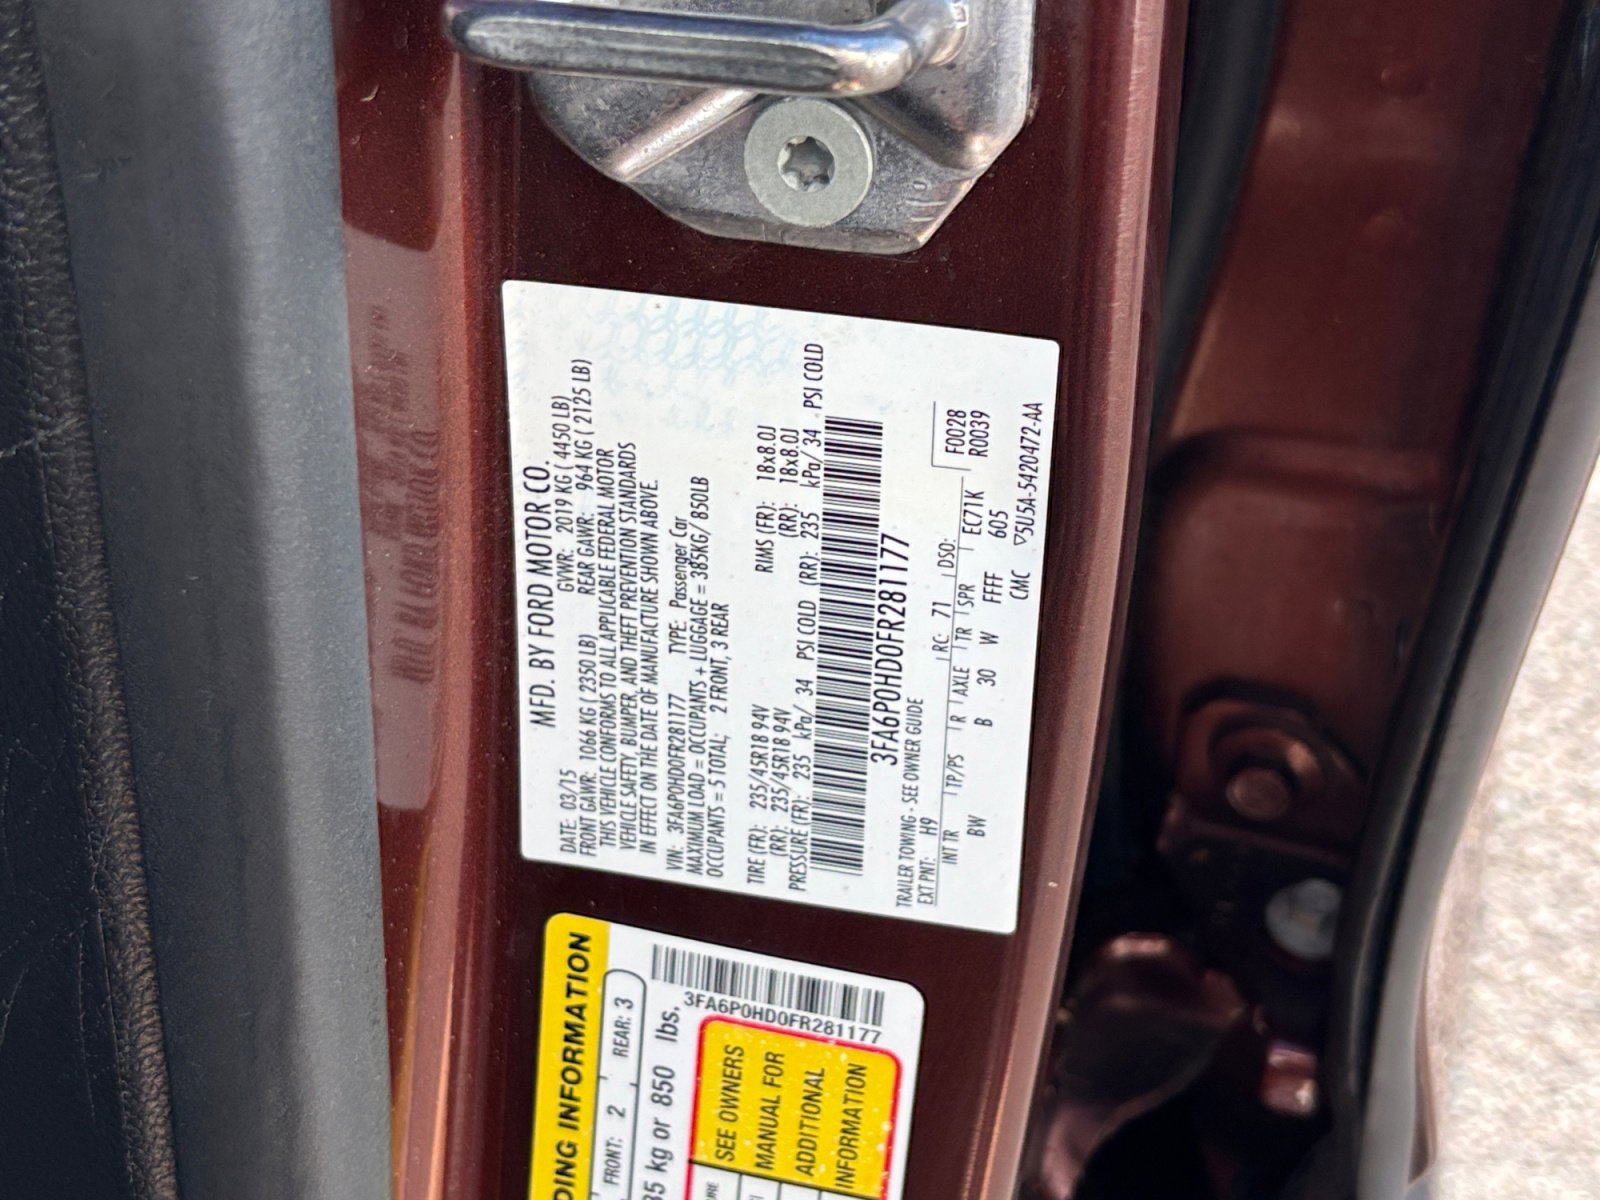 MFD. BY FORD MOTOR CO.
DATE: 03/15 GVWR: 2019 KG ( 4450 LB)
FRONT GAWR: 1066 KG ( 2350 LB) REAR GAWR: 964 KG ( 2125 LB)
THIS VEHICLE CONFORMS TO ALL APPLICABLE FEDERAL MOTOR
VEHICLE SAFETY, BUMPER, AND THEFT PREVENTION STANDARDS
IN EFFECT ON THE DATE OF MANUFACTURE SHOWN ABOVE.
VIN: 3FA6P0HD0FR281177 TYPE: Passenger Car
MAXIMUM LOAD = OCCUPANTS + LUGGAGE = 385KG/ 850LB
OCCUPANTS = 5 TOTAL; 2 FRONT, 3 REAR
TIRE (FR): 235/45R18 94V RIMS (FR): 18x8.0J
(RR): 235/45R18 94V (RR): 18x8.0J
PRESSURE (FR): 235 kPa/ 34 PSI COLD (RR): 235 kPa/ 34 PSI COLD
3FA6P0HD0FR281177
TRAILER TOWNG - SEE OWNER GUIDE
EXT PNT: H9 RC: 71 DSO: F0028
INT TR TP/PS R AXLE TR SPR EC71K R0039
BW B 30 W FFF 605
CMC ▽5U5A-5420472-AA
DING INFORMATION
FRONT: 2 REAR: 3
85 kg or 850 lbs.
3FA6P0HD0FR281177
SEE OWNERS
MANUAL FOR
ADDITIONAL
INFORMATION